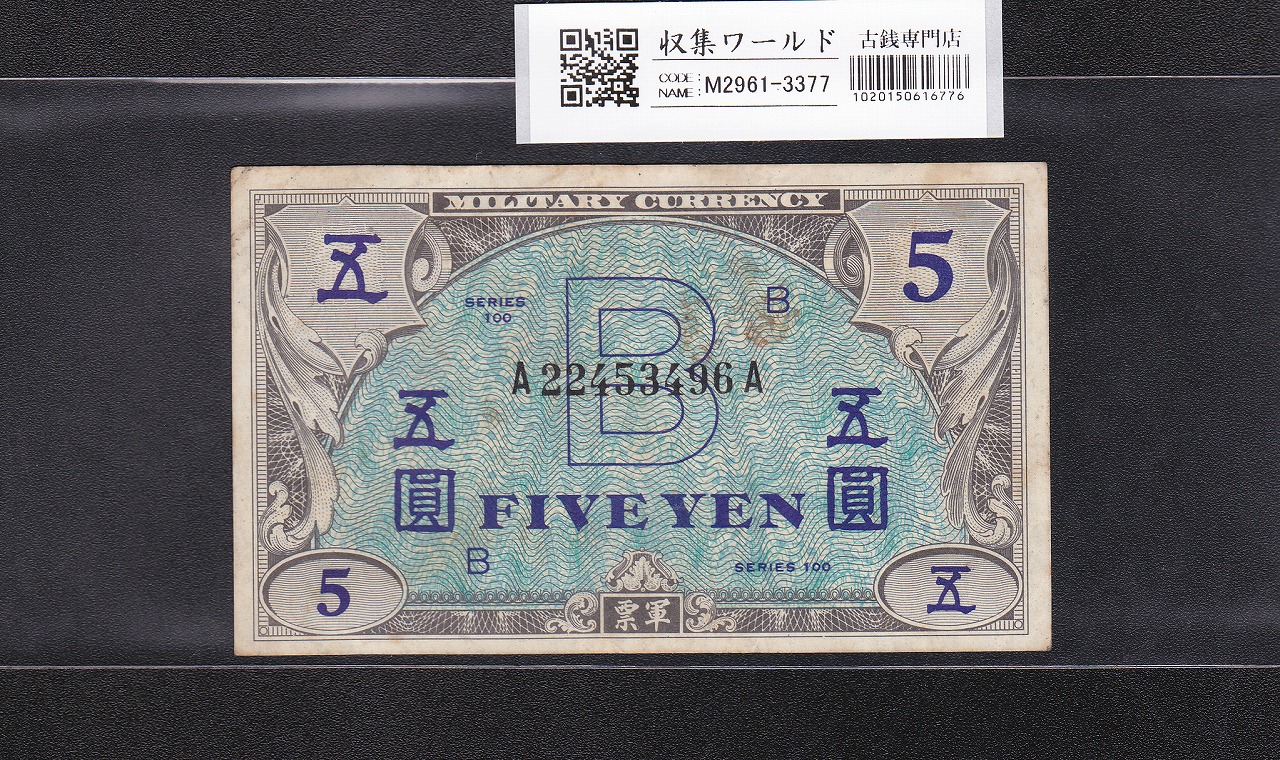 収集ワールド 古銭専門店
CODE:
NAME: M2961-3377
1020150616776
MILITARY CURRENCY
五 5
SERIES
100
B
B
A22453496A
五 五
圓 FIVE YEN 圓
B SERIES 100
5 票軍 五